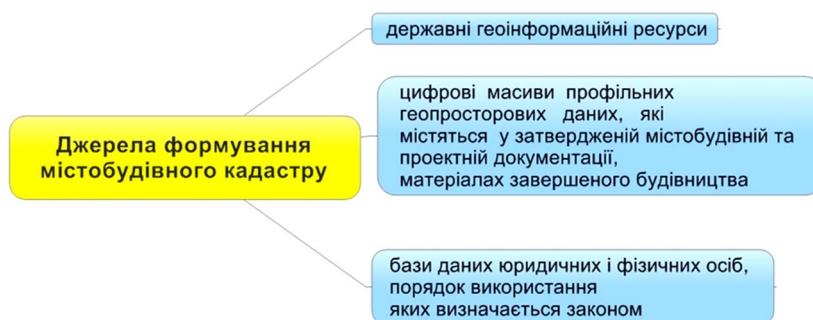 державні геоінформаційні ресурси
Джерела формування
містобудівного кадастру
цифрові масиви профільних
геопросторових даних, які
містяться у затвердженій містобудівній та
проектній документації,
матеріалах завершеного будівництва
бази даних юридичних і фізичних осіб,
порядок використання
яких визначається законом